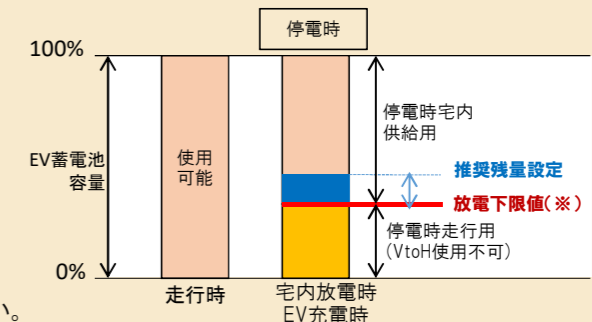 停電時
100%
EV蓄電池
容量
0%
使用
可能
走行時
宅内放電時
EV充電時
停電時宅内
供給用
推奨残量設定
放電下限値(※)
停電時走行用
(VtoH使用不可)
い。